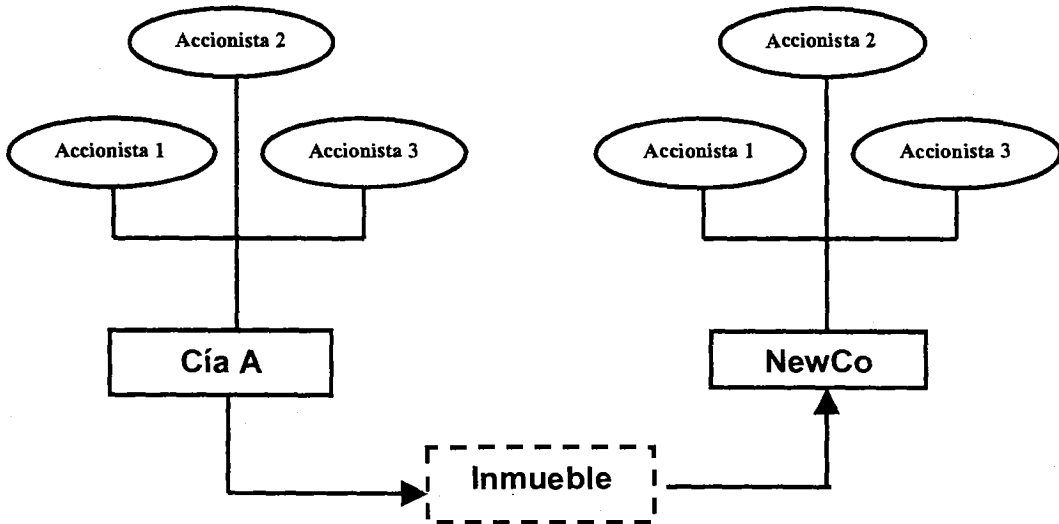 Accionista 2
Accionista 2
Accionista 1
Accionista 3
Accionista 1
Accionista 3
Cía A
NewCo
Inmueble